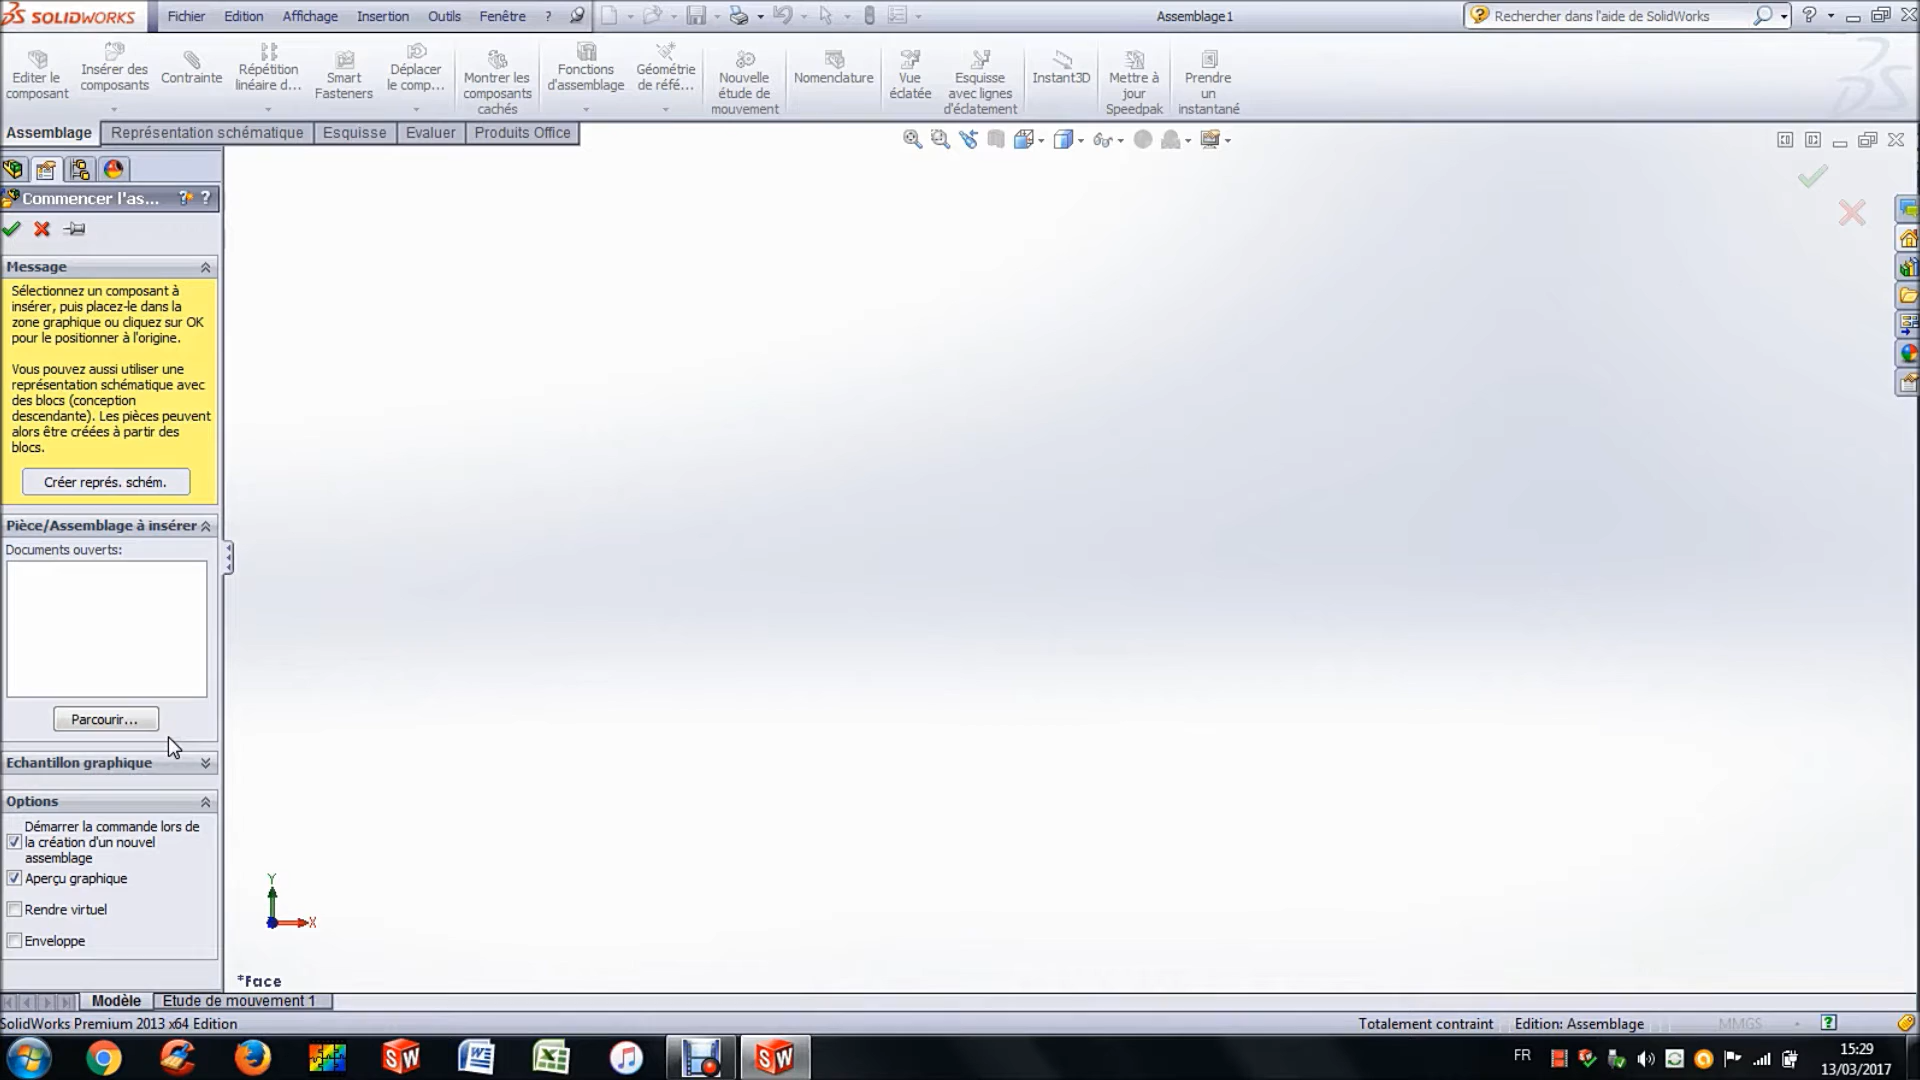 SOLIDWORKS Fichier Edition Affichage Insertion Outils Fenêtre ? Assemblage1 Rechercher dans l'aide de SolidWorks
Editer le composant
Insérer des composants
Contrainte
Répétition linéaire d...
Smart Fasteners
Déplacer le comp...
Montrer les composants cachés
Fonctions d'assemblage
Géométrie de réfé...
Nouvelle étude de mouvement
Nomenclature
Vue éclatée
Esquisse avec lignes d'éclatement
Instant3D
Mettre à jour Speedpak
Prendre un instantané
Assemblage Représentation schématique Esquisse Evaluer Produits Office
Commencer l'as... ? ?
Message
Sélectionnez un composant à
insérer, puis placez-le dans la
zone graphique ou cliquez sur OK
pour le positionner à l'origine.
Vous pouvez aussi utiliser une
représentation schématique avec
des blocs (conception
descendante). Les pièces peuvent
alors être créées à partir des
blocs.
Créer représ. schém.
Pièce/Assemblage à insérer
Documents ouverts:
Parcourir...
Echantillon graphique
Options
Démarrer la commande lors de
la création d'un nouvel
assemblage
Aperçu graphique
Rendre virtuel
Enveloppe
Y
X
*Face
Modèle Etude de mouvement 1
SolidWorks Premium 2013 x64 Edition Totalement contraint Edition: Assemblage MMGS ?
FR 15:29
13/03/2017